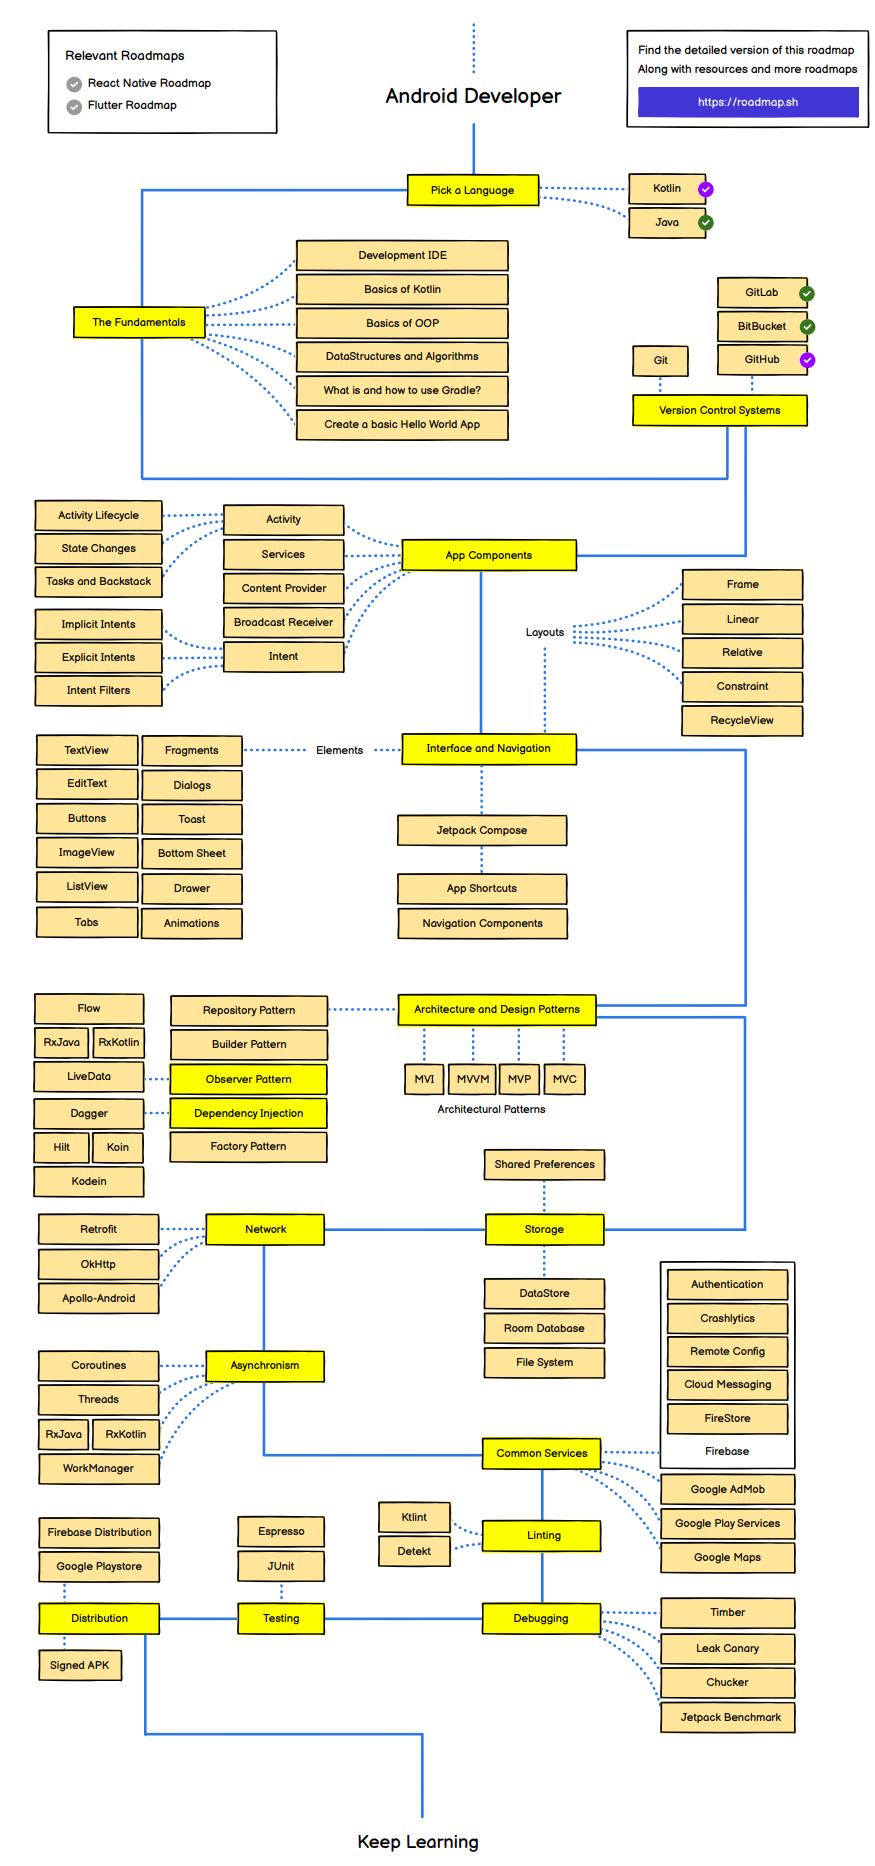 Relevant Roadmaps
React Native Roadmap
Flutter Roadmap
Android Developer
Find the detailed version of this roadmap
Along with resources and more roadmaps
https://roadmap.sh
Pick a Language
Kotlin
Java
The Fundamentals
Development IDE
Basics of Kotlin
Basics of OOP
DataStructures and Algorithms
What is and how to use Gradle?
Create a basic Hello World App
GitLab
BitBucket
GitHub
Git
Version Control Systems
Activity Lifecycle
State Changes
Tasks and Backstack
Implicit Intents
Explicit Intents
Intent Filters
Activity
Services
Content Provider
Broadcast Receiver
Intent
App Components
Layouts
Frame
Linear
Relative
Constraint
RecycleView
TextView
EditText
Buttons
ImageView
ListView
Tabs
Fragments
Dialogs
Toast
Bottom Sheet
Drawer
Animations
Elements
Interface and Navigation
Jetpack Compose
App Shortcuts
Navigation Components
Flow
RxJava
RxKotlin
LiveData
Dagger
Hilt
Koin
Kodein
Repository Pattern
Builder Pattern
Observer Pattern
Dependency Injection
Factory Pattern
Architecture and Design Patterns
MVI
MVVM
MVP
MVC
Architectural Patterns
Shared Preferences
Storage
DataStore
Room Database
File System
Network
Retrofit
OkHttp
Apollo-Android
Asynchronism
Coroutines
Threads
RxJava
RxKotlin
WorkManager
Authentication
Crashlytics
Remote Config
Cloud Messaging
FireStore
Firebase
Common Services
Google AdMob
Google Play Services
Google Maps
Ktlint
Detekt
Linting
Firebase Distribution
Google Playstore
Distribution
Signed APK
Espresso
JUnit
Testing
Debugging
Timber
Leak Canary
Chucker
Jetpack Benchmark
Keep Learning